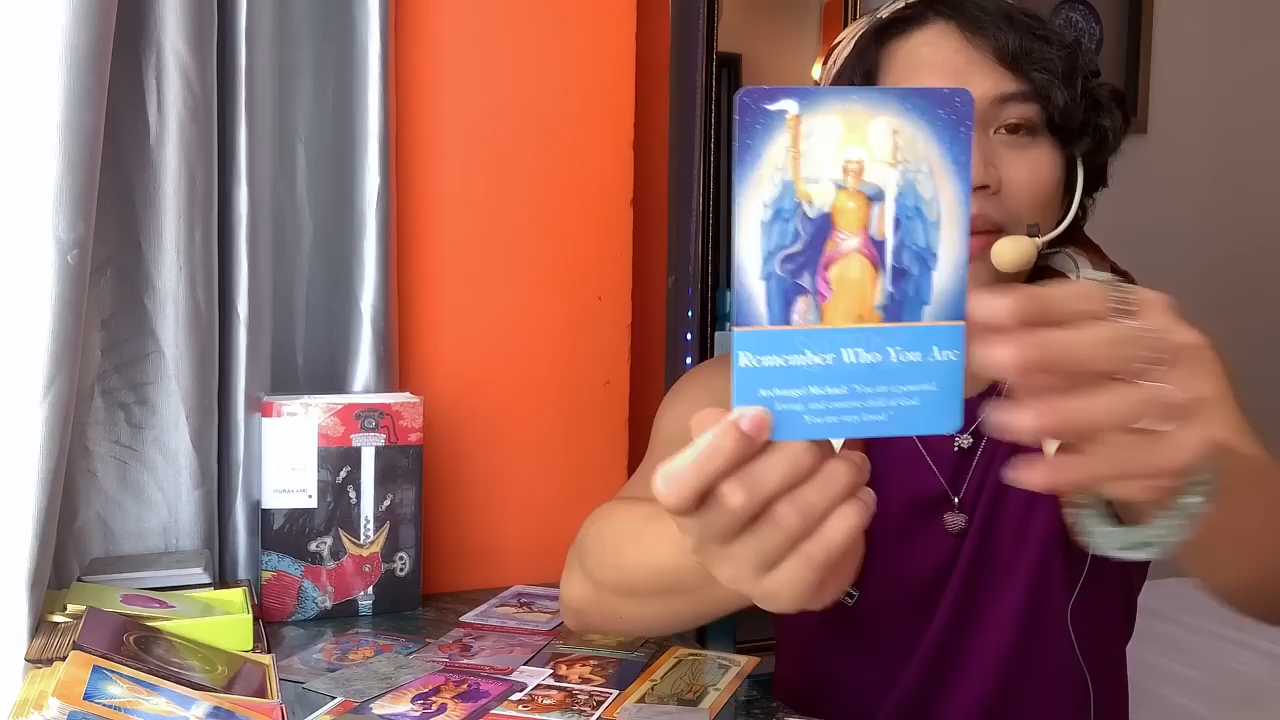 Remember Who You Are
Archangel Michael: "You are a powerful,
loving, and creative child of God.
You are very loved."
MURAKAMI